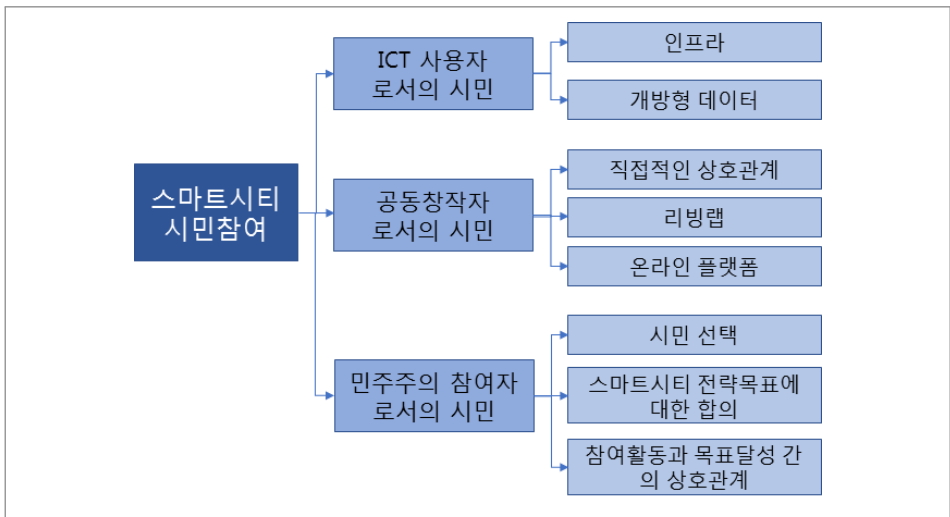 스마트시티
시민참여
ICT 사용자
로서의 시민
인프라
개방형 데이터
공동창작자
로서의 시민
직접적인 상호관계
리빙랩
온라인 플랫폼
민주주의 참여자
로서의 시민
시민 선택
스마트시티 전략목표에
대한 합의
참여활동과 목표달성 간
의 상호관계